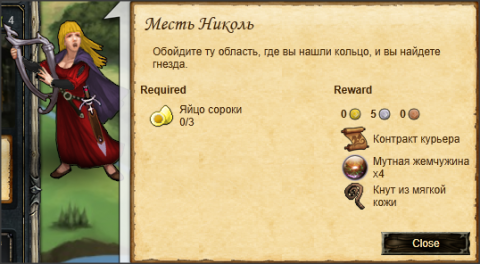 4
Месть Николь
Обойдите ту область, где вы нашли кольцо, и вы найдете
гнезда.
Required
Яйцо сороки
0/3
Reward
0 5 0
Контракт курьера
Мутная жемчужина
x4
Кнут из мягкой
кожи
Close